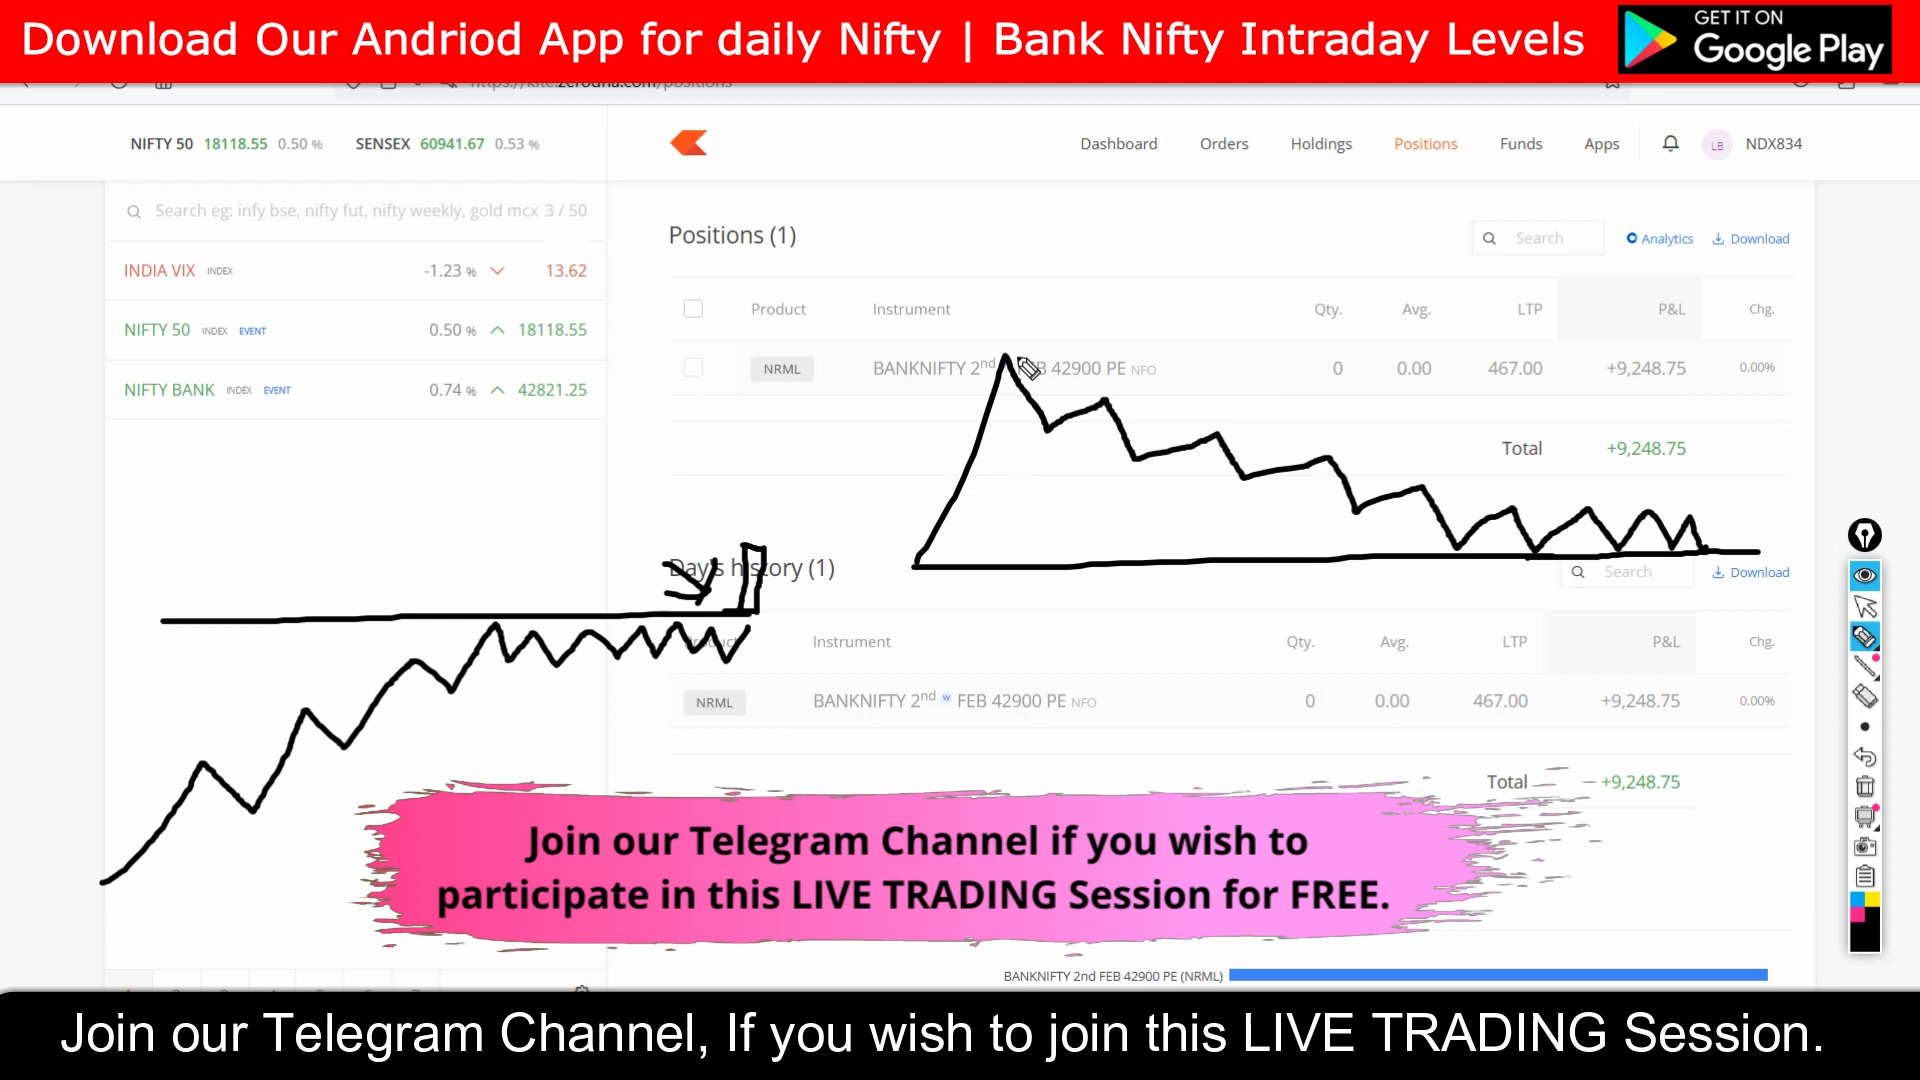 Download Our Andriod App for daily Nifty | Bank Nifty Intraday Levels
GET IT ON
Google Play
NIFTY 50 18118.55 0.50 % SENSEX 60941.67 0.53 %
Dashboard Orders Holdings Positions Funds Apps LB NDX834
Search eg: infy bse, nifty fut, nifty weekly, gold mcx 3 / 50
INDIA VIX INDEX -1.23 % 13.62
NIFTY 50 INDEX EVENT 0.50 % 18118.55
NIFTY BANK INDEX EVENT 0.74 % 42821.25
Positions (1)
Search Analytics Download
Product Instrument Qty. Avg. LTP P&L Chg.
NRML BANKNIFTY 2nd 42900 PE NFO 0 0.00 467.00 +9,248.75 0.00%
Total +9,248.75
Day's history (1)
Search Download
Product Instrument Qty. Avg. LTP P&L Chg.
NRML BANKNIFTY 2nd w FEB 42900 PE NFO 0 0.00 467.00 +9,248.75 0.00%
Total +9,248.75
Join our Telegram Channel if you wish to
participate in this LIVE TRADING Session for FREE.
BANKNIFTY 2nd FEB 42900 PE (NRML)
Join our Telegram Channel, If you wish to join this LIVE TRADING Session.